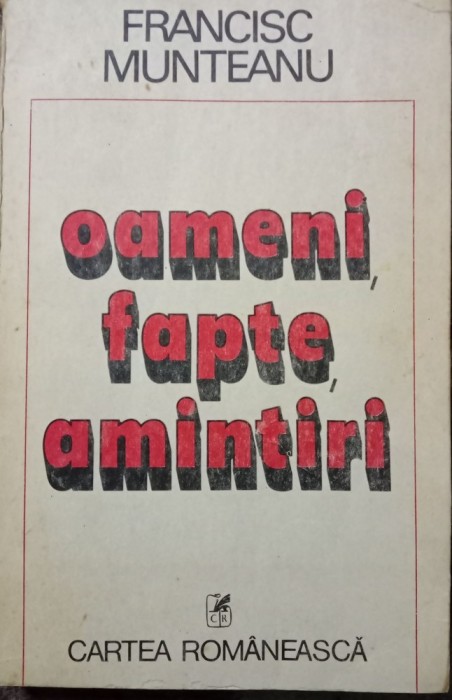 FRANCISC
MUNTEANU
oameni,
fapte,
amintiri
CR
CARTEA ROMÂNEASCĂ